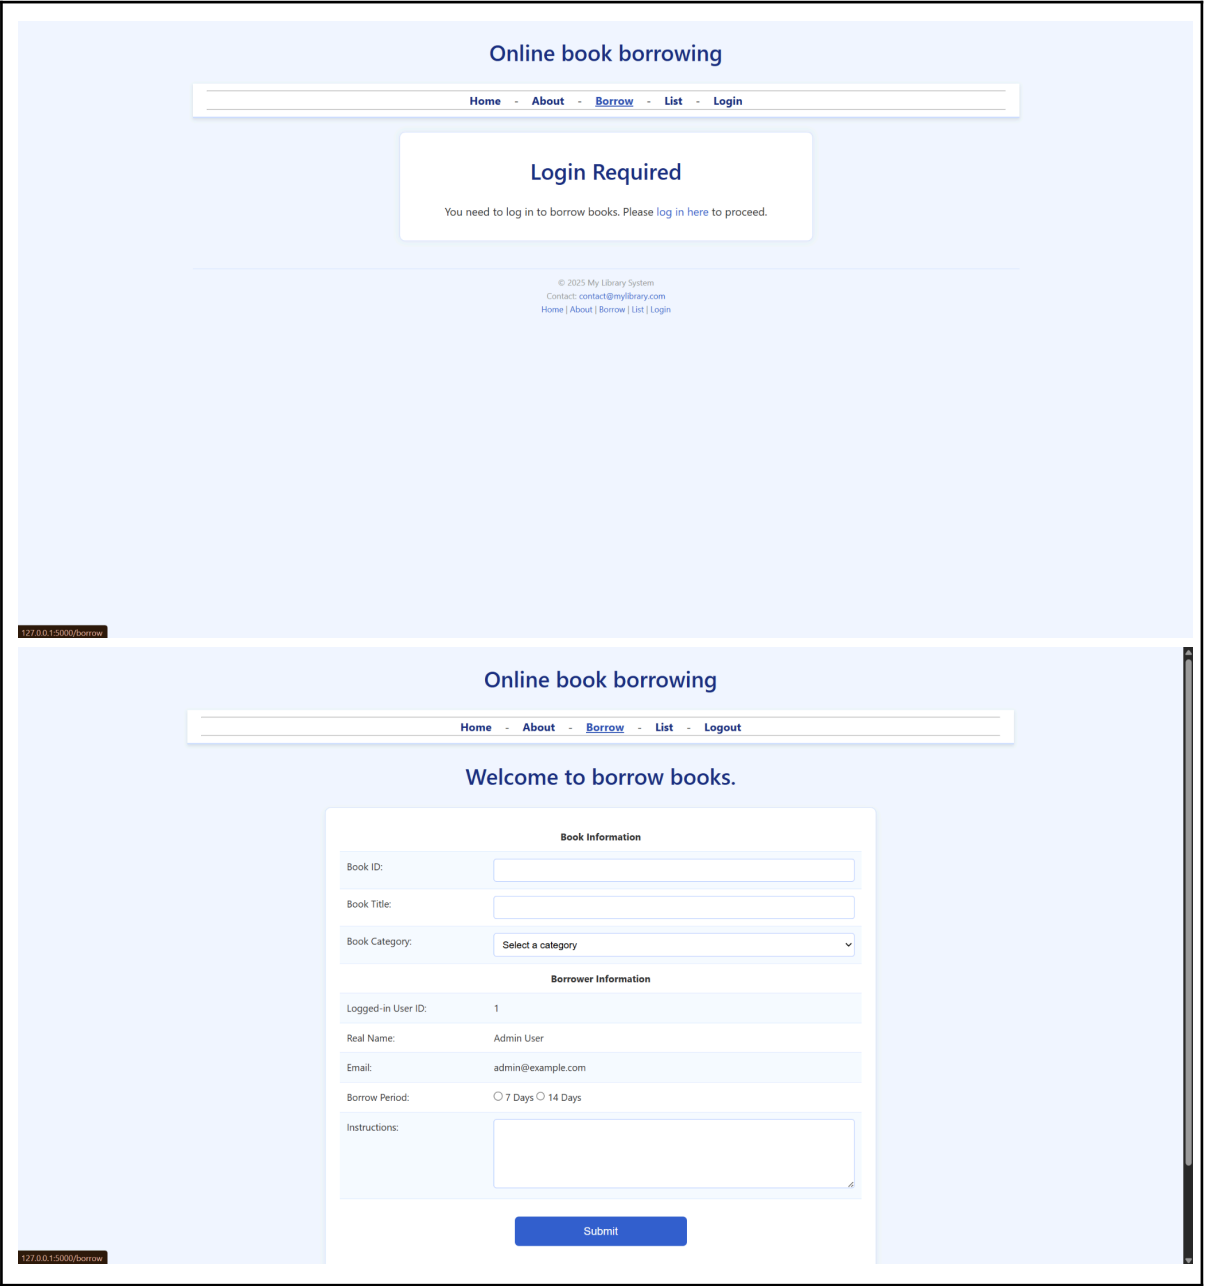 Online book borrowing
Home - About - Borrow - List - Login
Login Required
You need to log in to borrow books. Please log in here to proceed.
© 2025 My Library System
Contact: contact@mylibrary.com
Home | About | Borrow | List | Login
127.0.0.1:5000/borrow
Online book borrowing
Home - About - Borrow - List - Logout
Welcome to borrow books.
Book Information
Book ID:
Book Title:
Book Category: Select a category
Borrower Information
Logged-in User ID: 1
Real Name: Admin User
Email: admin@example.com
Borrow Period: 7 Days 14 Days
Instructions:
Submit
127.0.0.1:5000/borrow